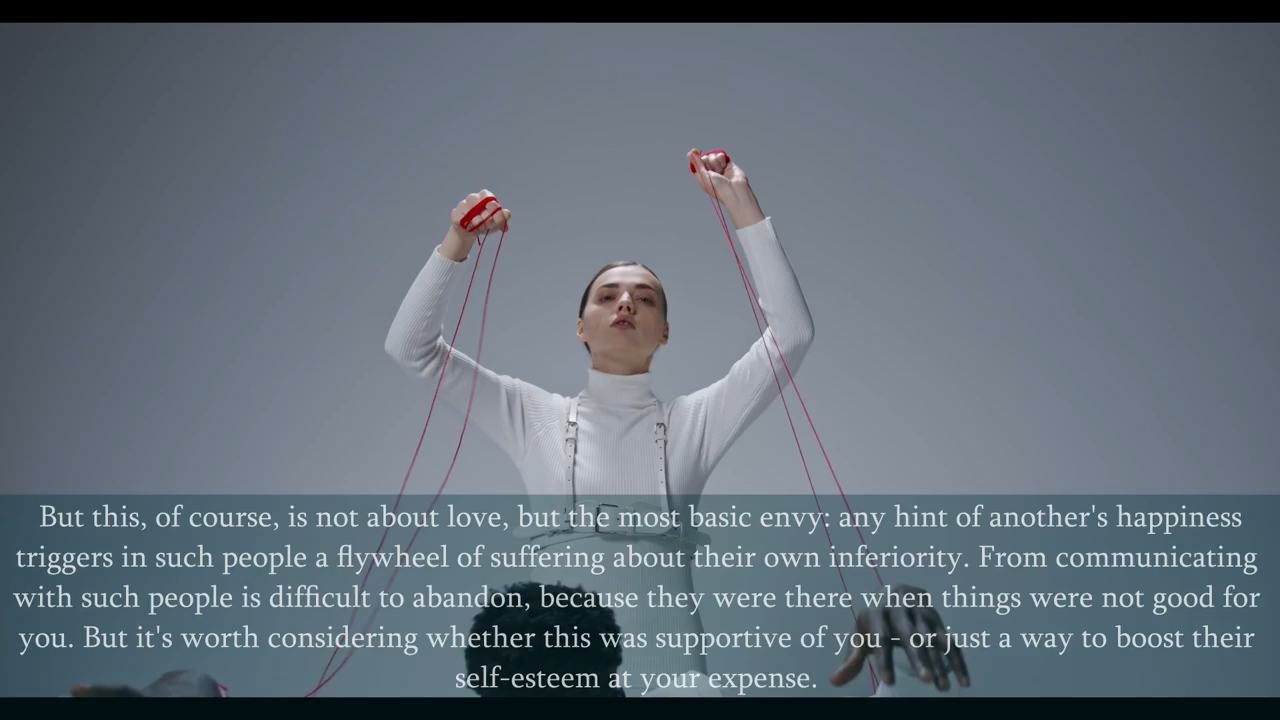 But this, of course, is not about love, but the most basic envy: any hint of another's happiness
triggers in such people a flywheel of suffering about their own inferiority. From communicating
with such people is difficult to abandon, because they were there when things were not good for
you. But it's worth considering whether this was supportive of you - or just a way to boost their
self-esteem at your expense.